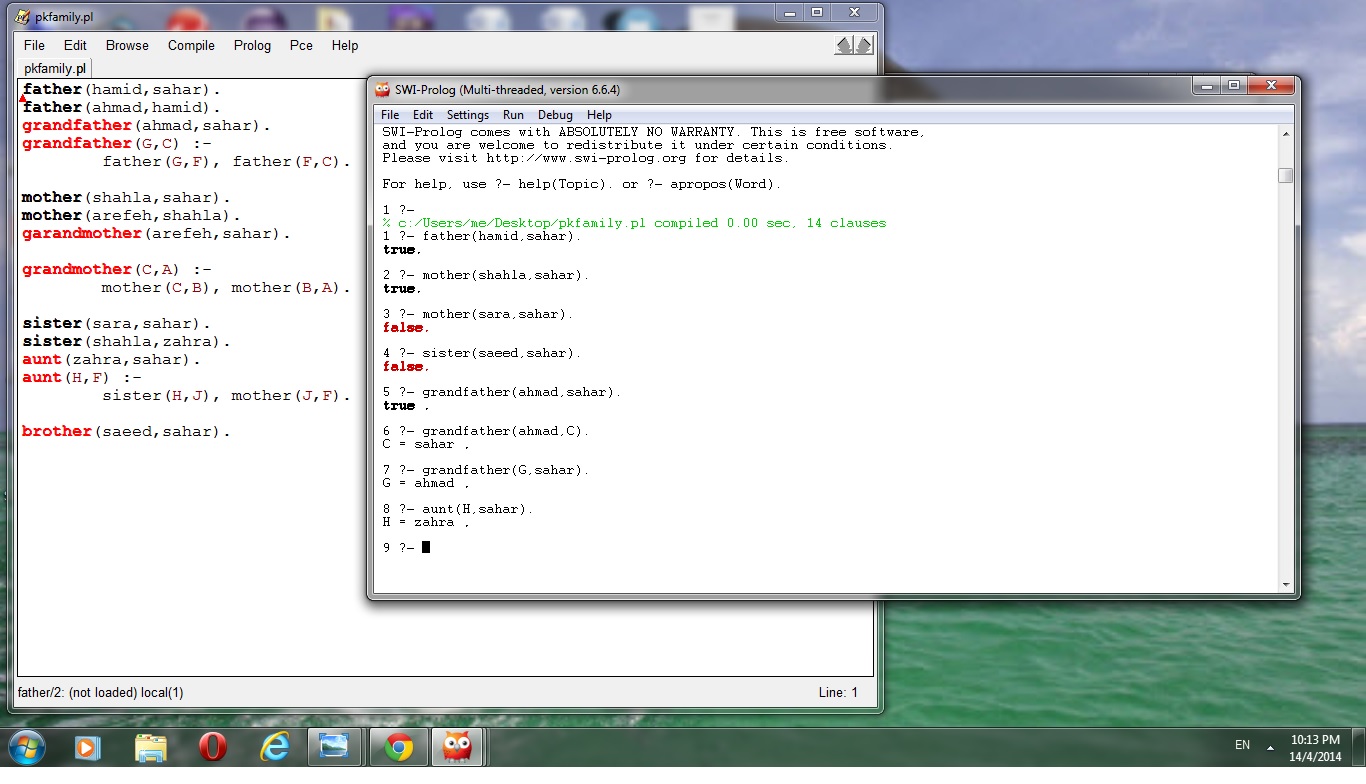 pkfamily.pl
File Edit Browse Compile Prolog Pce Help
pkfamily.pl
father(hamid,sahar).
father(ahmad,hamid).
grandfather(ahmad,sahar).
grandfather(G,C) :-
father(G,F), father(F,C).
mother(shahla,sahar).
mother(arefeh,shahla).
garandmother(arefeh,sahar).
grandmother(C,A) :-
mother(C,B), mother(B,A).
sister(sara,sahar).
sister(shahla,zahra).
aunt(zahra,sahar).
aunt(H,F) :-
sister(H,J), mother(J,F).
brother(saeed,sahar).
father/2: (not loaded) local(1)
Line: 1
SWI-Prolog (Multi-threaded, version 6.6.4)
File Edit Settings Run Debug Help
SWI-Prolog comes with ABSOLUTELY NO WARRANTY. This is free software,
and you are welcome to redistribute it under certain conditions.
Please visit http://www.swi-prolog.org for details.
For help, use ?- help(Topic). or ?- apropos(Word).
1 ?-
% c:/Users/me/Desktop/pkfamily.pl compiled 0.00 sec, 14 clauses
1 ?- father(hamid,sahar).
true.
2 ?- mother(shahla,sahar).
true.
3 ?- mother(sara,sahar).
false.
4 ?- sister(saeed,sahar).
false.
5 ?- grandfather(ahmad,sahar).
true .
6 ?- grandfather(ahmad,C).
C = sahar .
7 ?- grandfather(G,sahar).
G = ahmad .
8 ?- aunt(H,sahar).
H = zahra .
9 ?-
EN
10:13 PM
14/4/2014